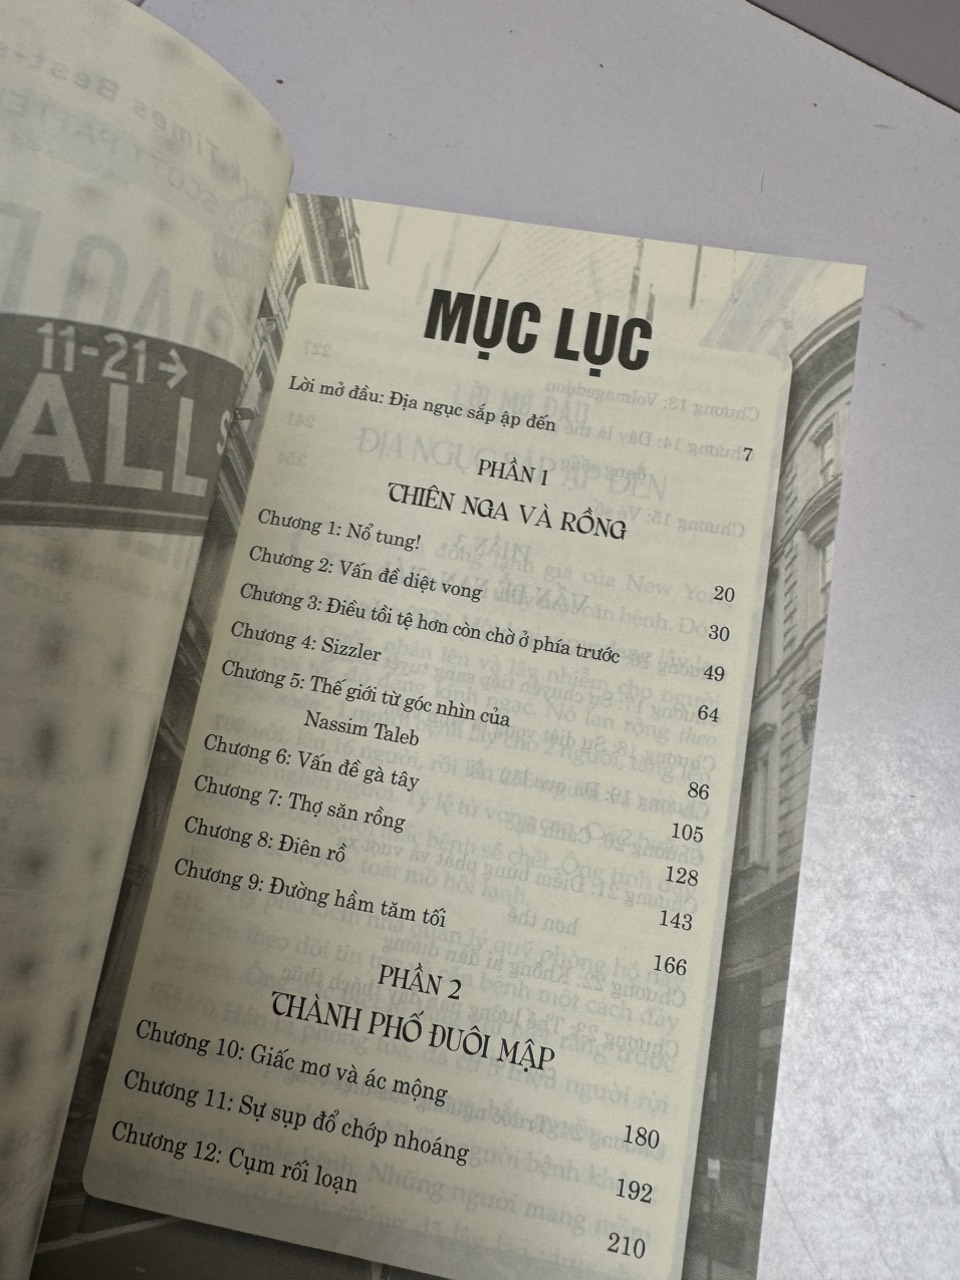 11-21→
ALL
MỤC LỤC
Lời mở đầu: Địa ngục sắp ập đến 7
PHẦN 1
THIÊN NGA VÀ RỒNG
Chương 1: Nổ tung! 20
Chương 2: Vấn đề diệt vong 30
Chương 3: Điều tồi tệ hơn còn chờ ở phía trước 49
Chương 4: Sizzler 64
Chương 5: Thế giới từ góc nhìn của
Nassim Taleb 86
Chương 6: Vấn đề gà tây 105
Chương 7: Thợ săn rồng 128
Chương 8: Điên rồ 143
Chương 9: Đường hầm tăm tối 166
PHẦN 2
THÀNH PHỐ ĐUÔI MẬP
Chương 10: Giấc mơ và ác mộng 180
Chương 11: Sự sụp đổ chớp nhoáng 192
Chương 12: Cụm rối loạn 210